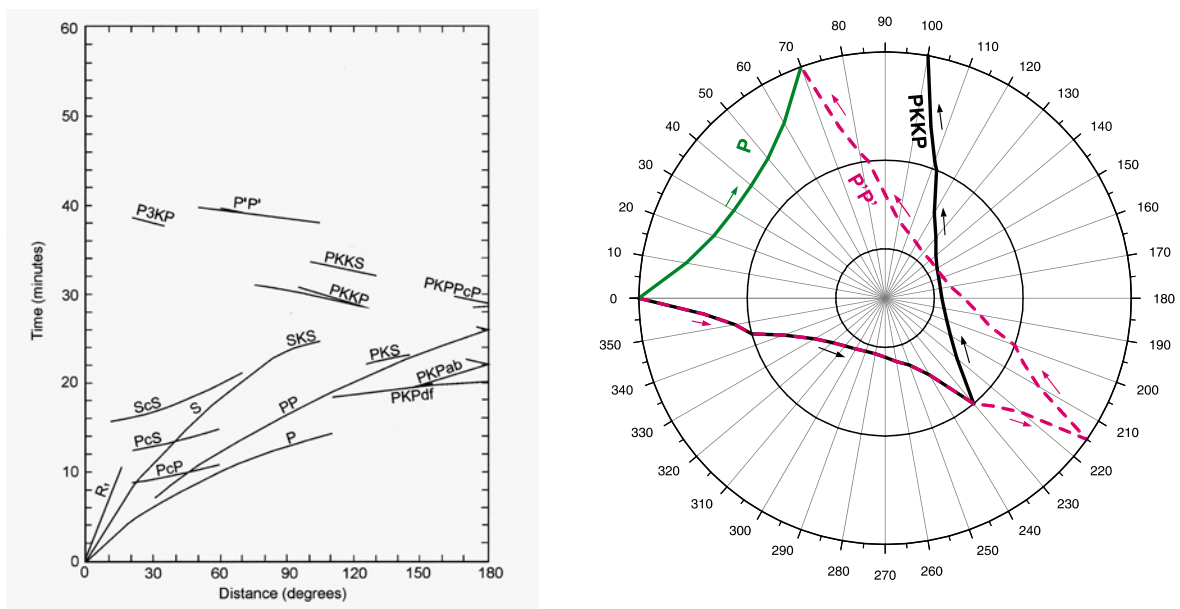 60
50
40
30
20
10
0
Time (minutes)
0
30
60
90
120
150
180
Distance (degrees)
P3KP
P'P'
PKKS
PKKP
PKPPcP
SKS
PKS
PKPab
PKPdf
ScS
S
PP
P
PcS
PcP
R₁
0
10
20
30
40
50
60
70
80
90
100
110
120
130
140
150
160
170
180
190
200
210
220
230
240
250
260
270
280
290
300
310
320
330
340
350
P
P'P'
PKKP